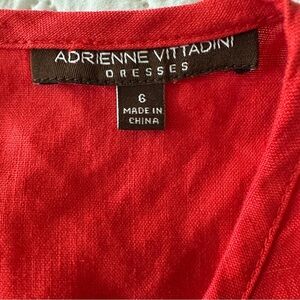 ADRIENNE VITTADINI
DRESSES
6
MADE IN
CHINA